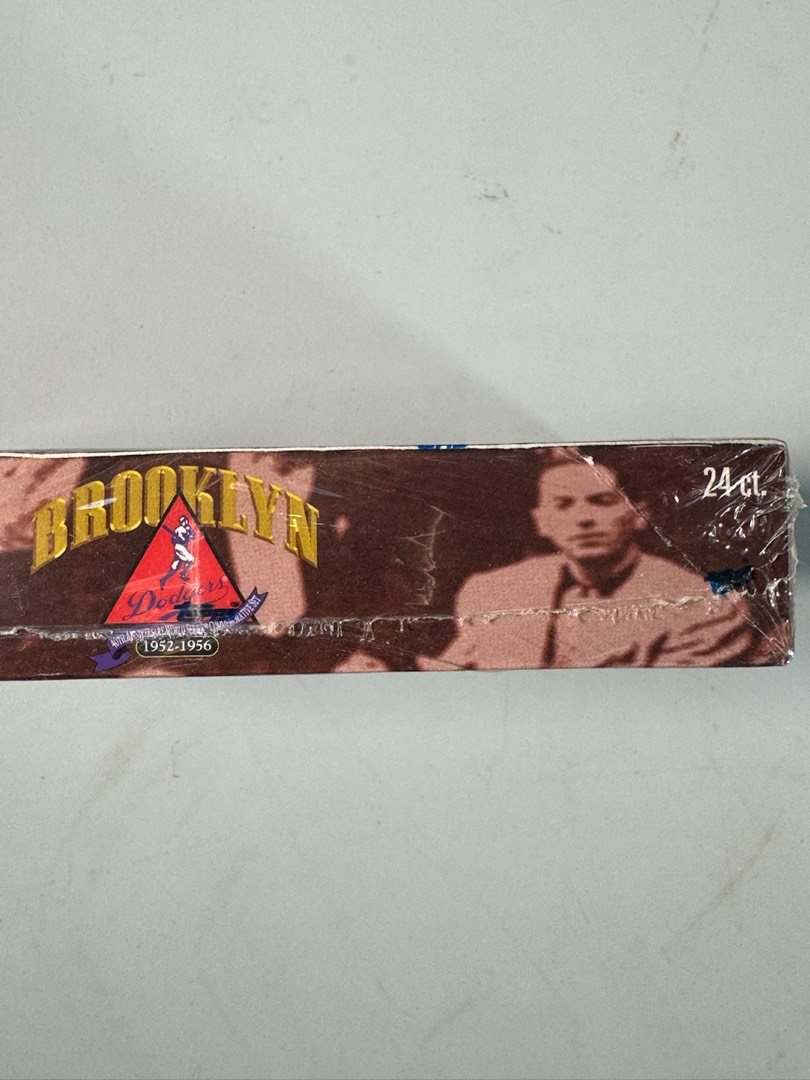 BROOKLYN
24 ct.
Dodgers
1952-1956